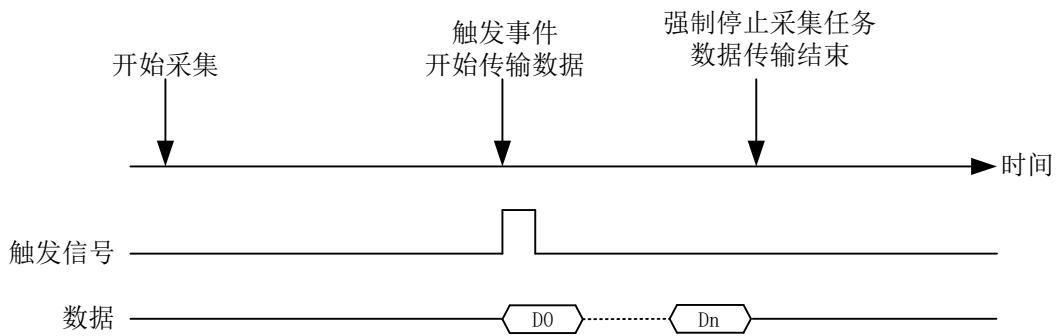 开始采集
触发事件
开始传输数据
强制停止采集任务
数据传输结束
时间
触发信号
数据
D0
Dn